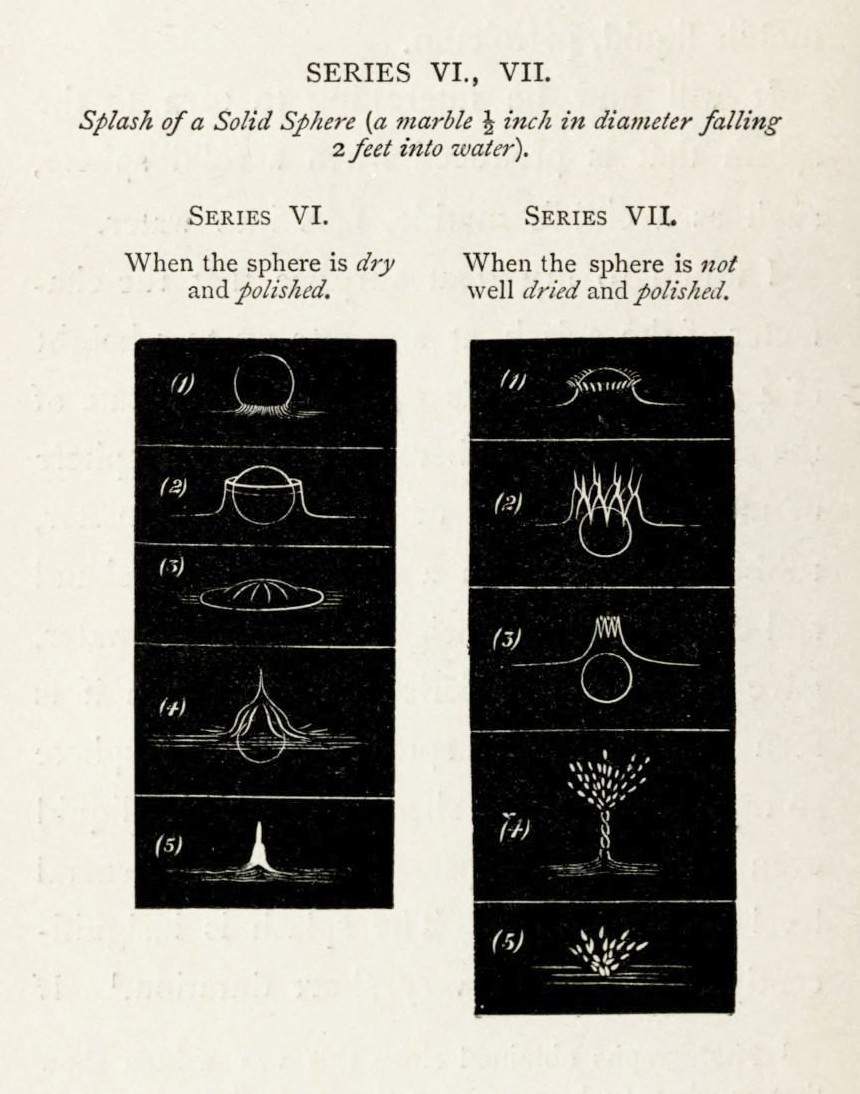 SERIES VI., VII.
Splash of a Solid Sphere (a marble ½ inch in diameter falling
2 feet into water).
SERIES VI.
When the sphere is dry
and polished.
(1)
(2)
(3)
(4)
(5)
SERIES VII.
When the sphere is not
well dried and polished.
(1)
(2)
(3)
(4)
(5)